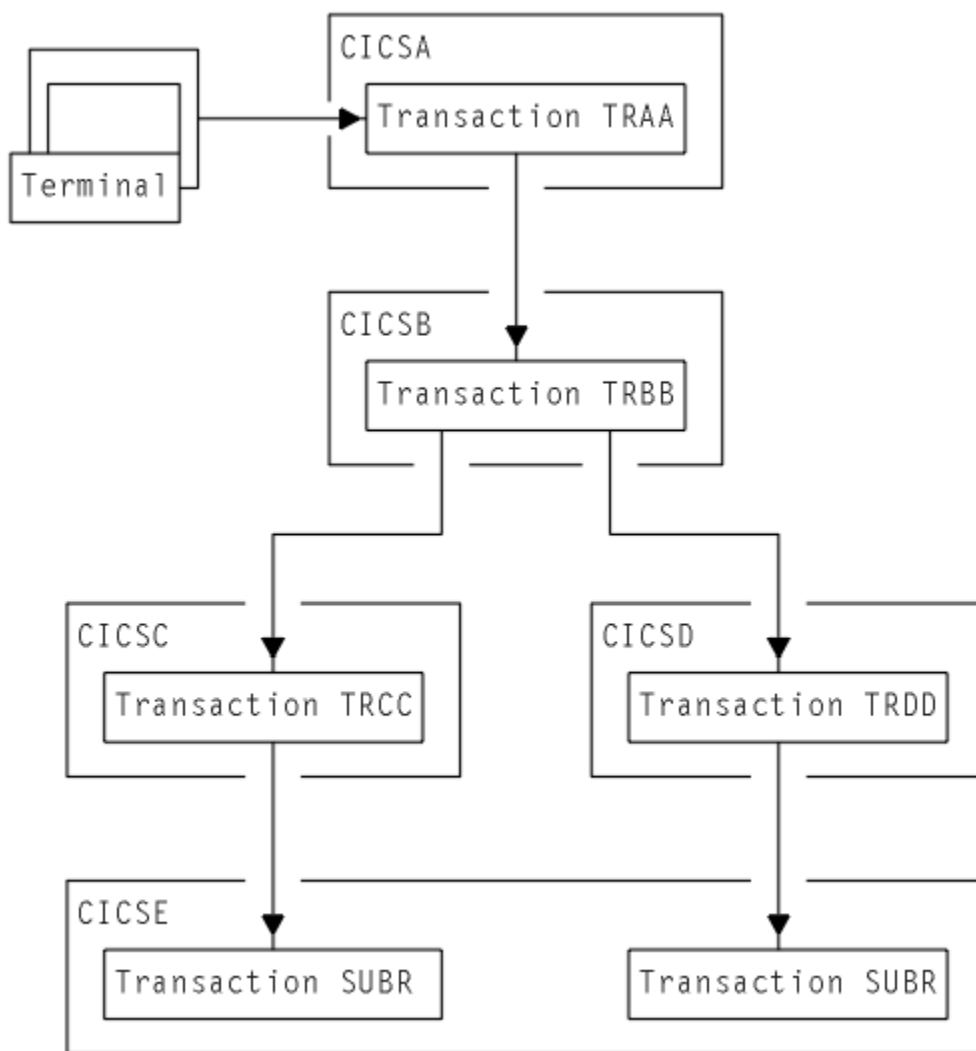 CICSA
Transaction TRAA
Terminal
CICSB
Transaction TRBB
CICSC
CICSD
Transaction TRCC
Transaction TRDD
CICSE
Transaction SUBR
Transaction SUBR